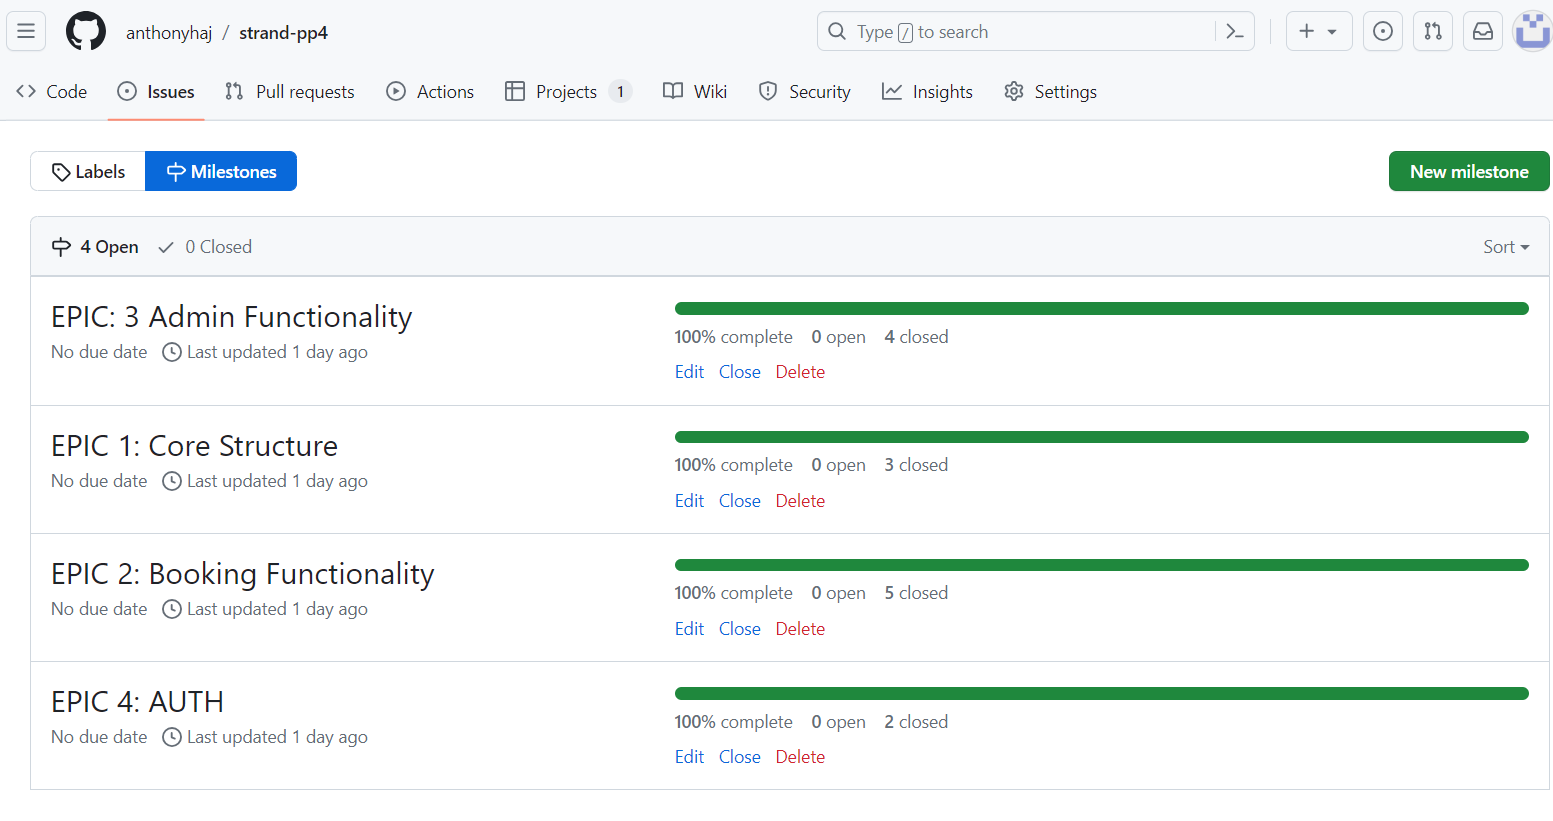 anthonyhaj / strand-pp4
Type / to search
Code Issues Pull requests Actions Projects 1 Wiki Security Insights Settings
Labels Milestones New milestone
4 Open 0 Closed Sort
EPIC: 3 Admin Functionality
No due date Last updated 1 day ago
100% complete 0 open 4 closed
Edit Close Delete
EPIC 1: Core Structure
No due date Last updated 1 day ago
100% complete 0 open 3 closed
Edit Close Delete
EPIC 2: Booking Functionality
No due date Last updated 1 day ago
100% complete 0 open 5 closed
Edit Close Delete
EPIC 4: AUTH
No due date Last updated 1 day ago
100% complete 0 open 2 closed
Edit Close Delete